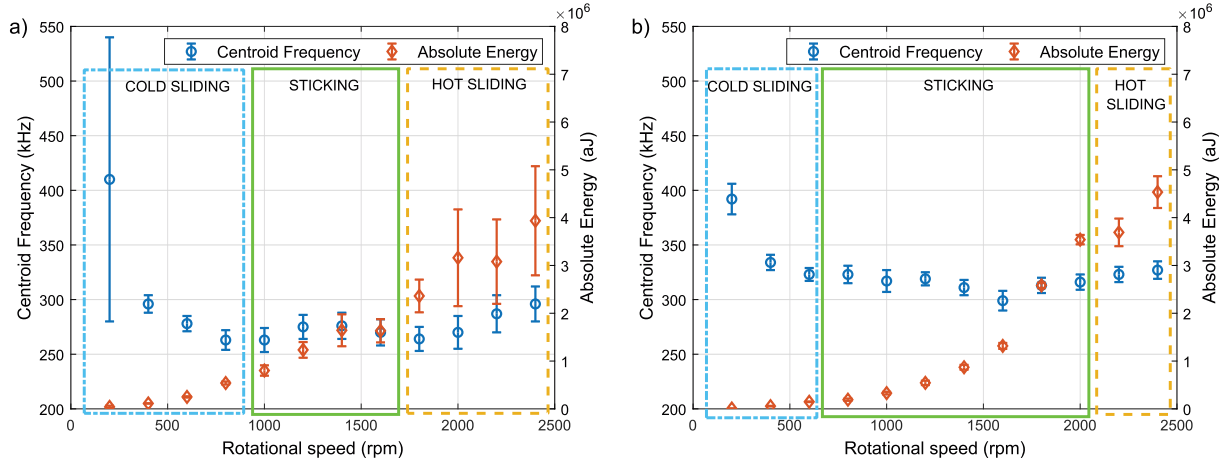 a)
×10⁶
Centroid Frequency
Absolute Energy
COLD SLIDING
STICKING
HOT SLIDING
550
500
450
400
350
300
250
200
8
7
6
5
4
3
2
1
0
0 500 1000 1500 2000 2500
Centroid Frequency (kHz)
Absolute Energy (aJ)
Rotational speed (rpm)
b)
×10⁶
Centroid Frequency
Absolute Energy
COLD SLIDING
STICKING
HOT
SLIDING
550
500
450
400
350
300
250
200
8
7
6
5
4
3
2
1
0
0 500 1000 1500 2000 2500
Centroid Frequency (kHz)
Absolute Energy (aJ)
Rotational speed (rpm)